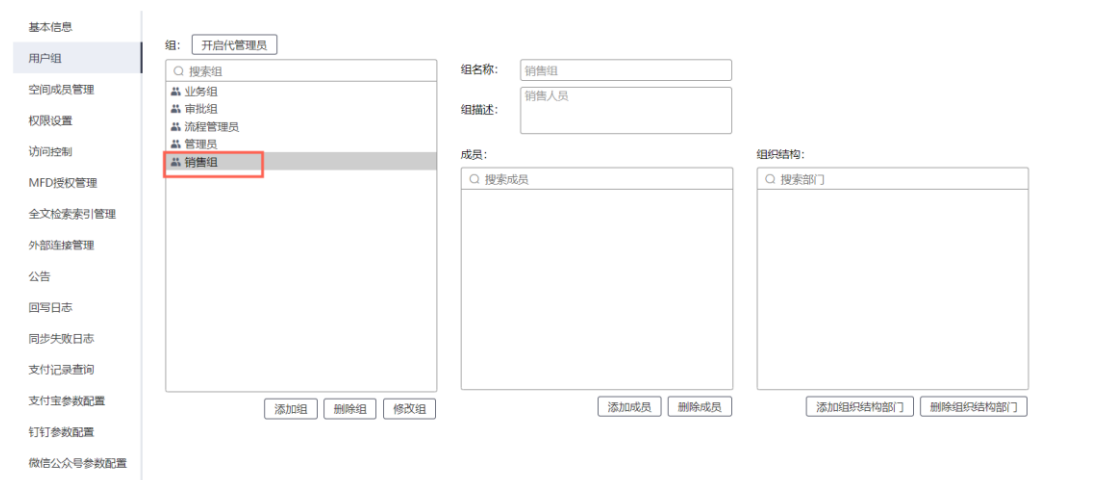 基本信息
用户组
空间成员管理
权限设置
访问控制
MFD授权管理
全文检索索引管理
外部连接管理
公告
回写日志
同步失败日志
支付记录查询
支付宝参数配置
钉钉参数配置
微信公众号参数配置
组： 开启代管理员
搜索组
业务组
审批组
流程管理员
管理员
销售组
添加组 删除组 修改组
组名称： 销售组
组描述： 销售人员
成员：
搜索成员
添加成员 删除成员
组织结构：
搜索部门
添加组织结构部门 删除组织结构部门